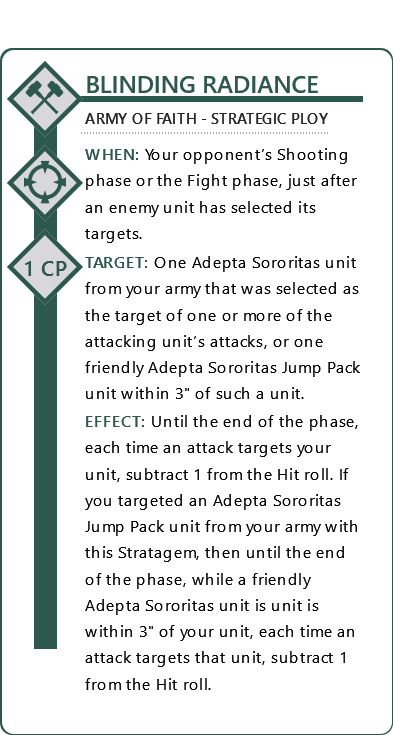 BLINDING RADIANCE
ARMY OF FAITH - STRATEGIC PLOY
WHEN: Your opponent's Shooting
phase or the Fight phase, just after
an enemy unit has selected its
targets.
1 CP
TARGET: One Adepta Sororitas unit
from your army that was selected as
the target of one or more of the
attacking unit's attacks, or one
friendly Adepta Sororitas Jump Pack
unit within 3" of such a unit.
EFFECT: Until the end of the phase,
each time an attack targets your
unit, subtract 1 from the Hit roll. If
you targeted an Adepta Sororitas
Jump Pack unit from your army with
this Stratagem, then until the end
of the phase, while a friendly
Adepta Sororitas unit is unit is
within 3" of your unit, each time an
attack targets that unit, subtract 1
from the Hit roll.